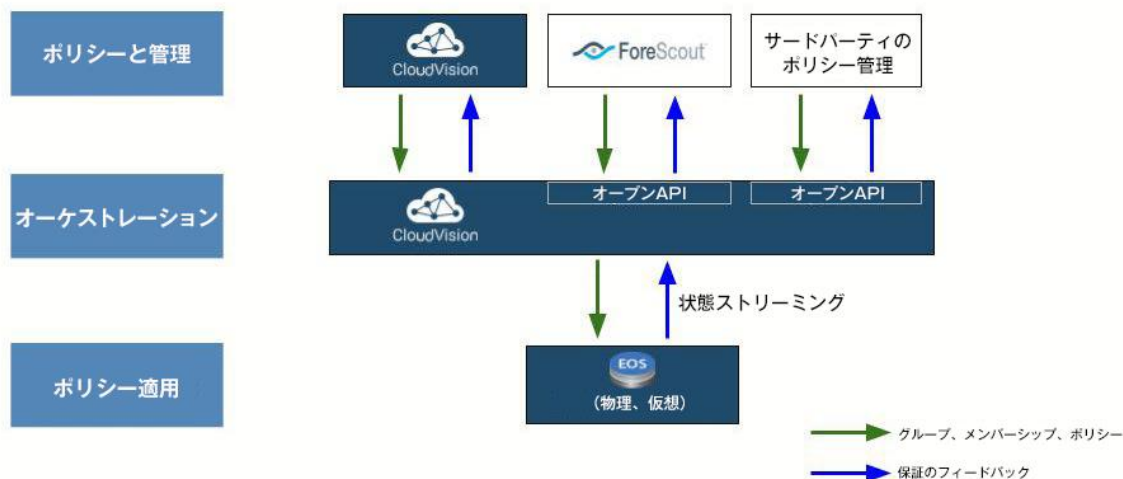 ポリシーと管理
CloudVision
ForeScout
サードパーティの
ポリシー管理
オーケストレーション
CloudVision
オープンAPI
オープンAPI
状態ストリーミング
ポリシー適用
EOS
(物理、仮想)
グループ、メンバーシップ、ポリシー
保証のフィードバック